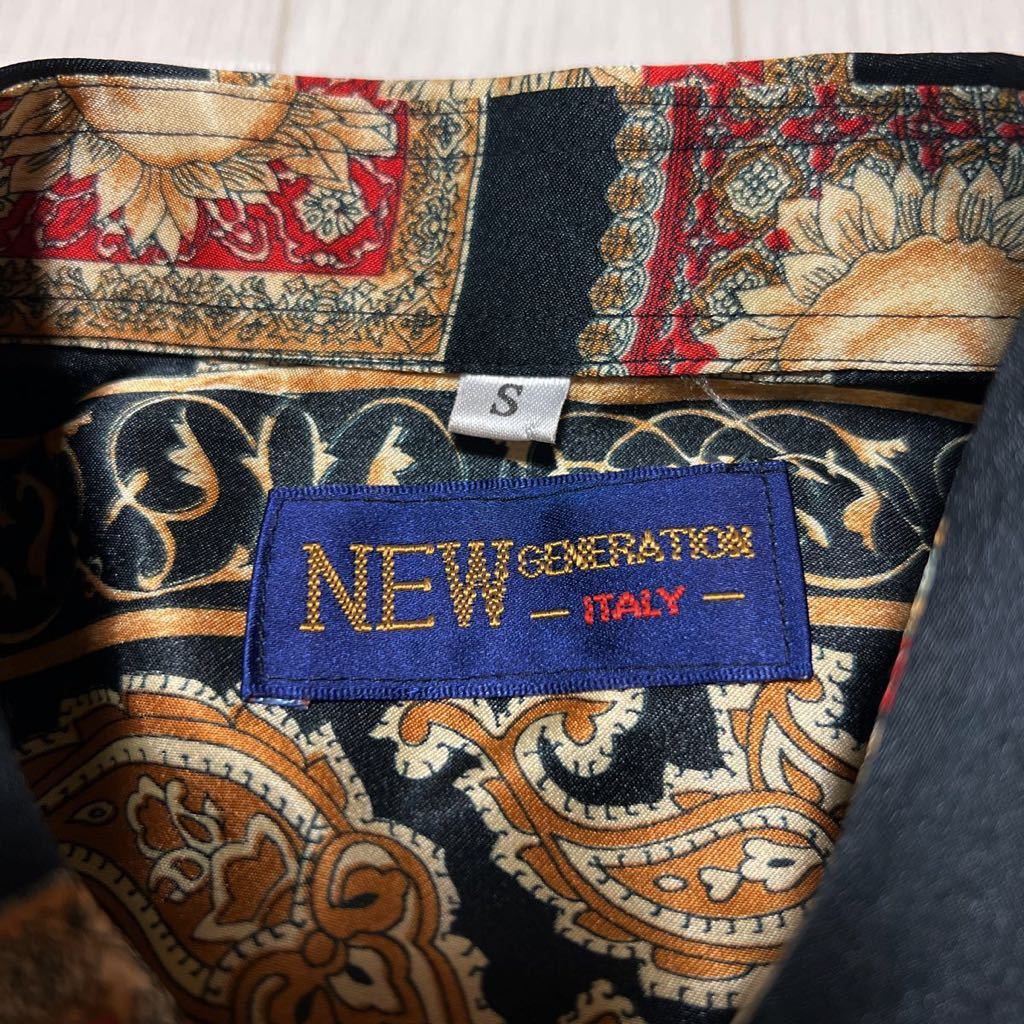 S
NEW GENERATION
– ITALY –